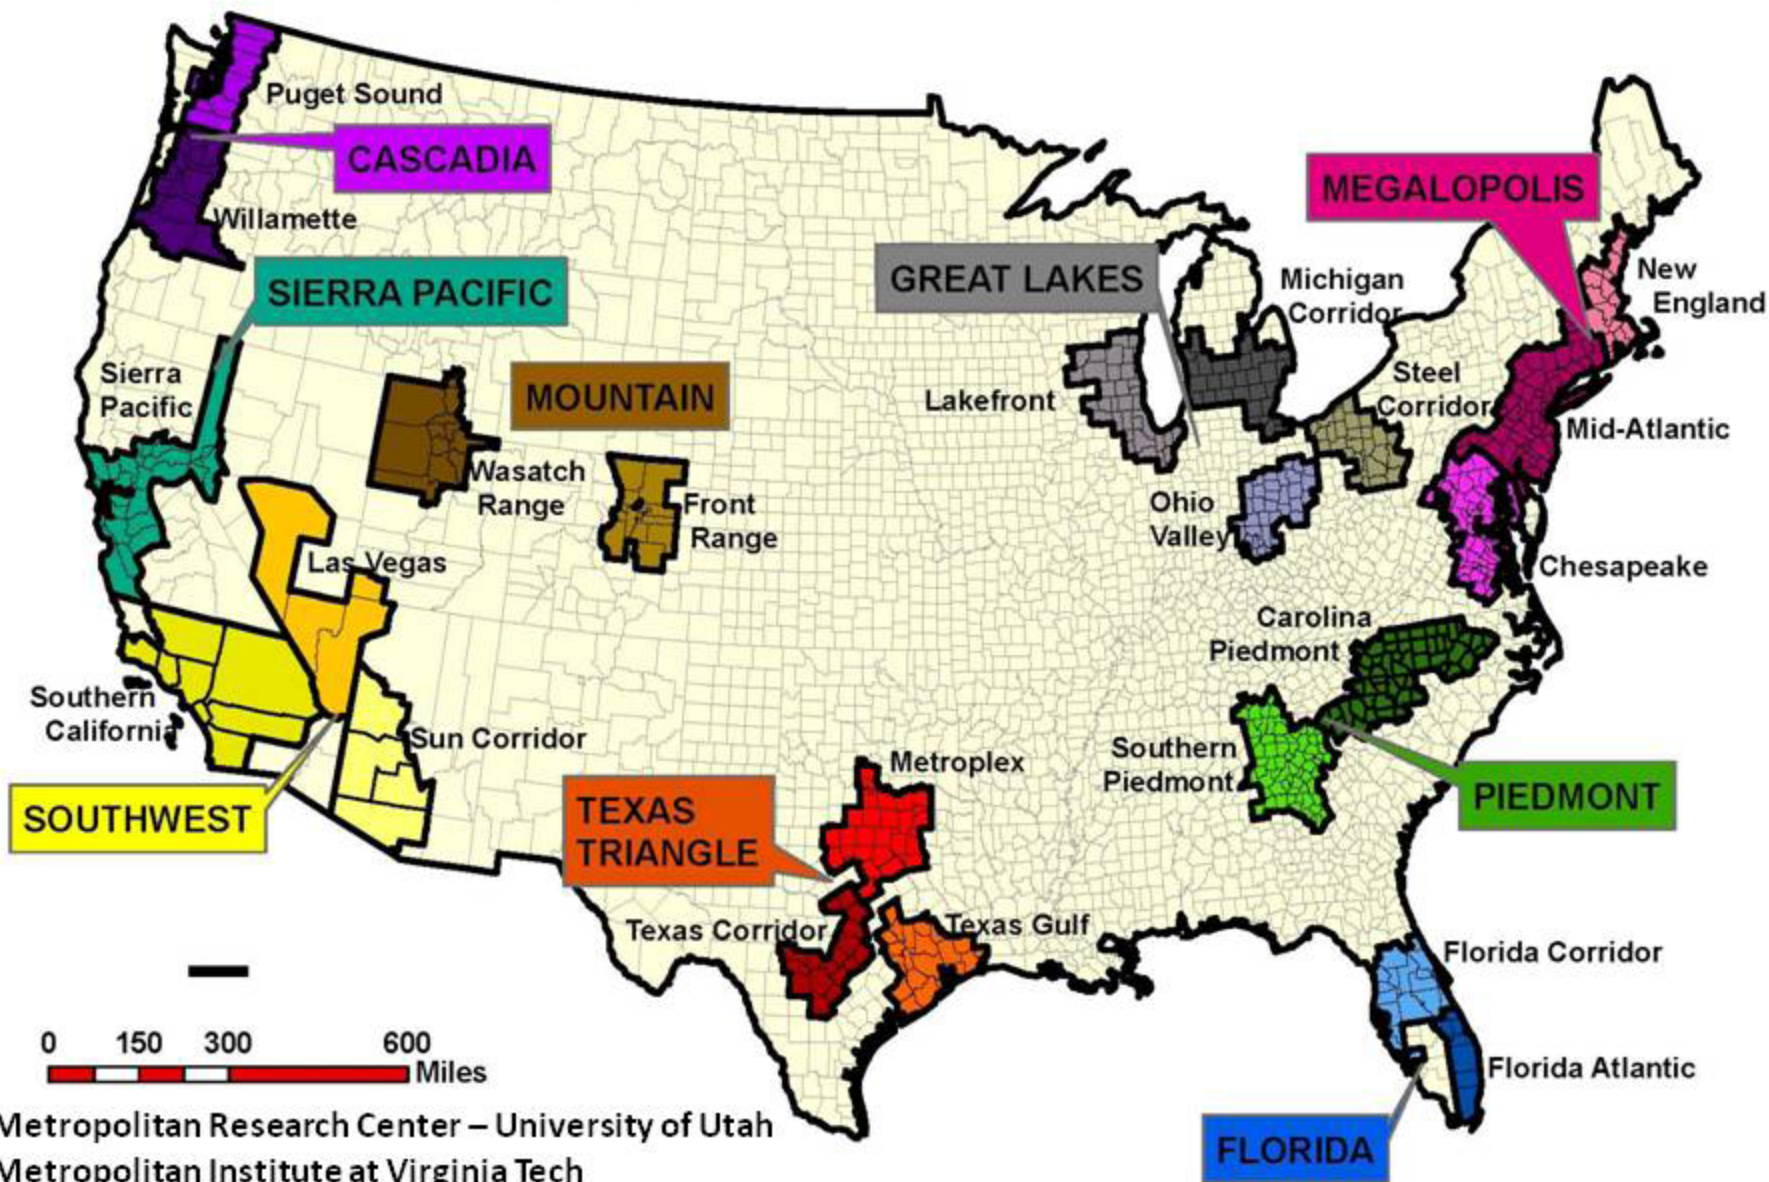 Puget Sound
CASCADIA
MEGALOPOLIS
Willamette
GREAT LAKES
Michigan
Corridor
New
England
SIERRA PACIFIC
Sierra
Pacific
MOUNTAIN
Lakefront
Steel
Corridor
Mid-Atlantic
Wasatch
Range
Front
Range
Ohio
Valley
Las Vegas
Chesapeake
Carolina
Piedmont
Southern
California
Sun Corridor
Metroplex
Southern
Piedmont
SOUTHWEST
TEXAS
TRIANGLE
PIEDMONT
Texas Corridor
Texas Gulf
Florida Corridor
0 150 300 600
Miles
Florida Atlantic
Metropolitan Research Center – University of Utah
FLORIDA
Metropolitan Institute at Virginia Tech